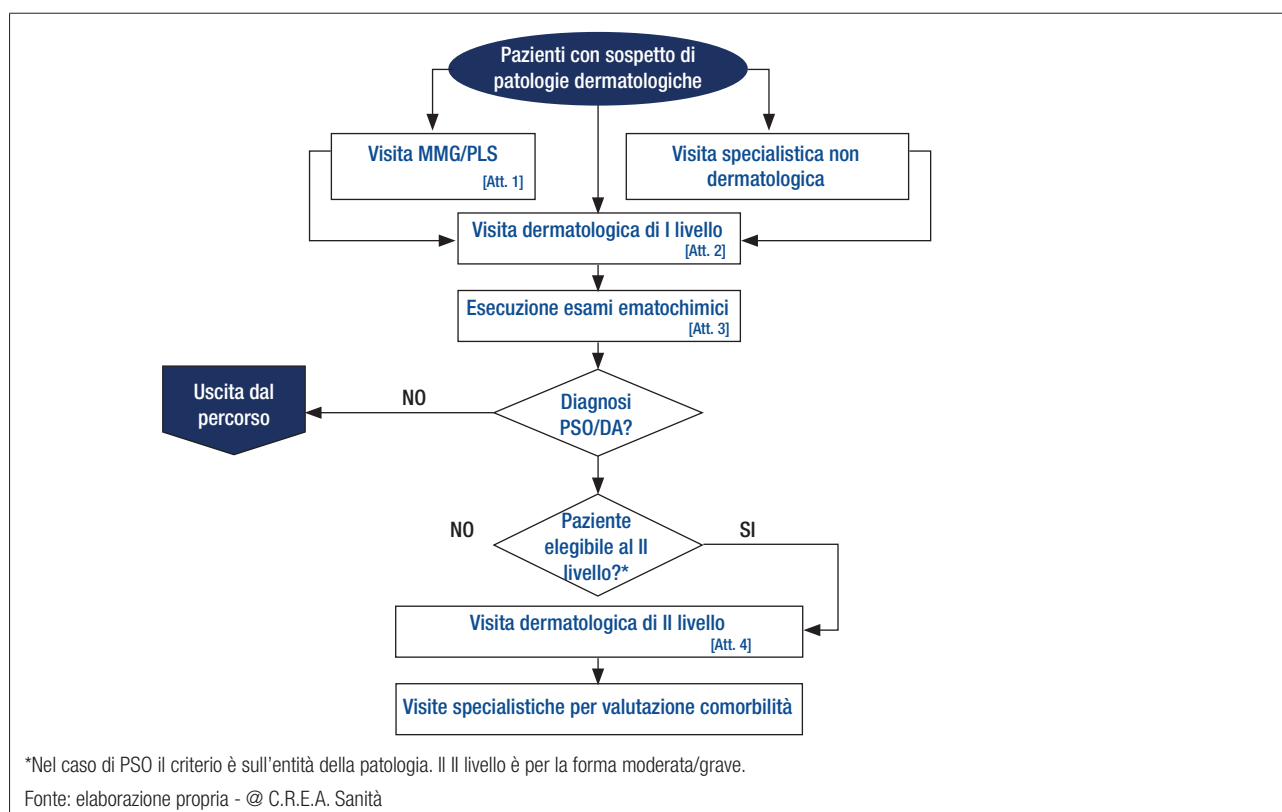 Pazienti con sospetto di
patologie dermatologiche
Visita MMG/PLS
[Att. 1]
Visita specialistica non
dermatologica
Visita dermatologica di I livello
[Att. 2]
Esecuzione esami ematochimici
[Att. 3]
Uscita dal
percorso
NO
Diagnosi
PSO/DA?
NO
Paziente
elegibile al II
livello?*
SI
Visita dermatologica di II livello
[Att. 4]
Visite specialistiche per valutazione comorbilità
*Nel caso di PSO il criterio è sull'entità della patologia. Il II livello è per la forma moderata/grave.
Fonte: elaborazione propria - @ C.R.E.A. Sanità